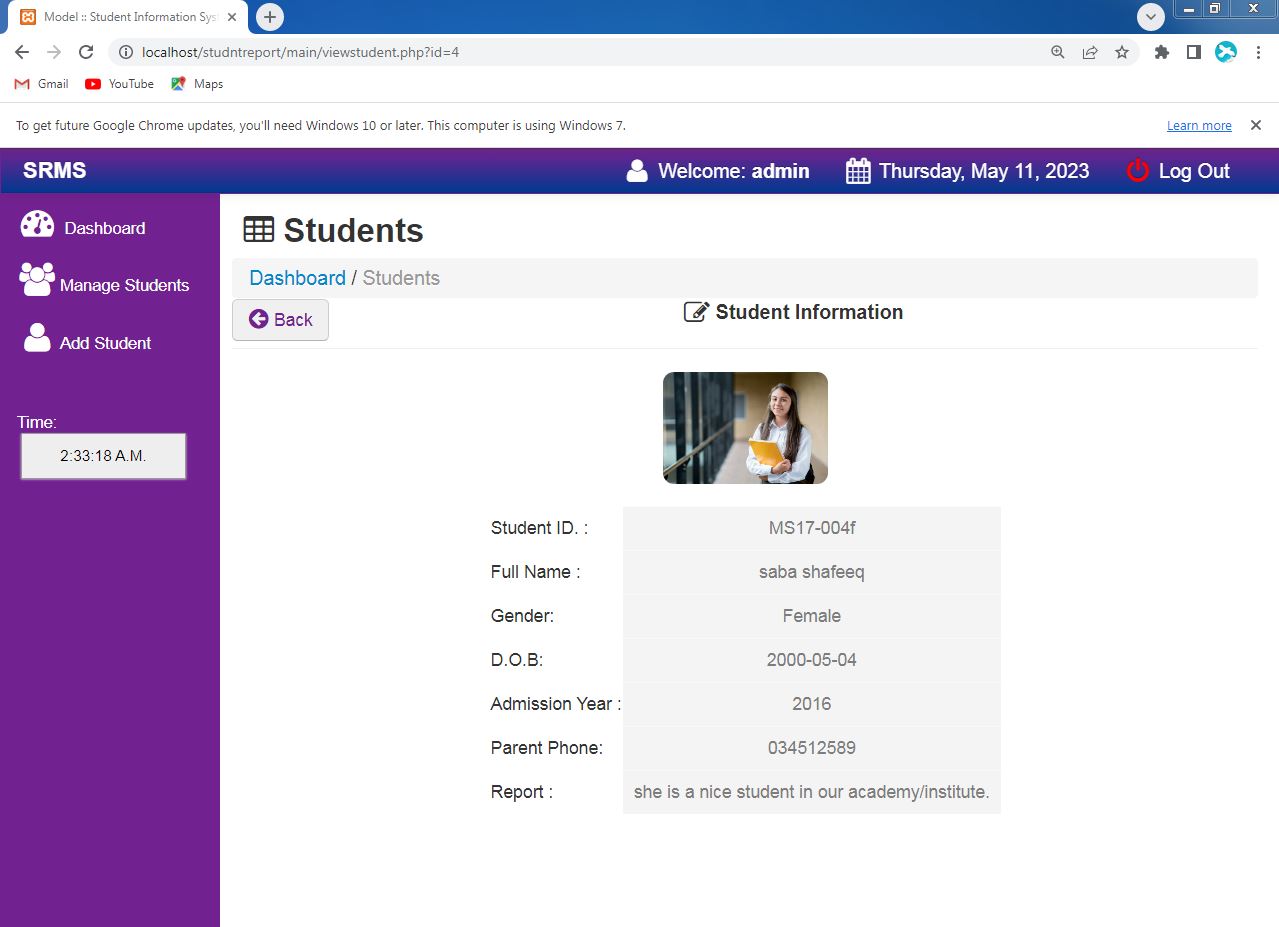 Model :: Student Information Sys
localhost/studntreport/main/viewstudent.php?id=4
Gmail YouTube Maps
To get future Google Chrome updates, you'll need Windows 10 or later. This computer is using Windows 7. Learn more
SRMS Welcome: admin Thursday, May 11, 2023 Log Out
Dashboard
Manage Students
Add Student
Time:
2:33:18 A.M.
Students
Dashboard / Students
Back
Student Information
Student ID. : MS17-004f
Full Name : saba shafeeq
Gender: Female
D.O.B: 2000-05-04
Admission Year : 2016
Parent Phone: 034512589
Report : she is a nice student in our academy/institute.